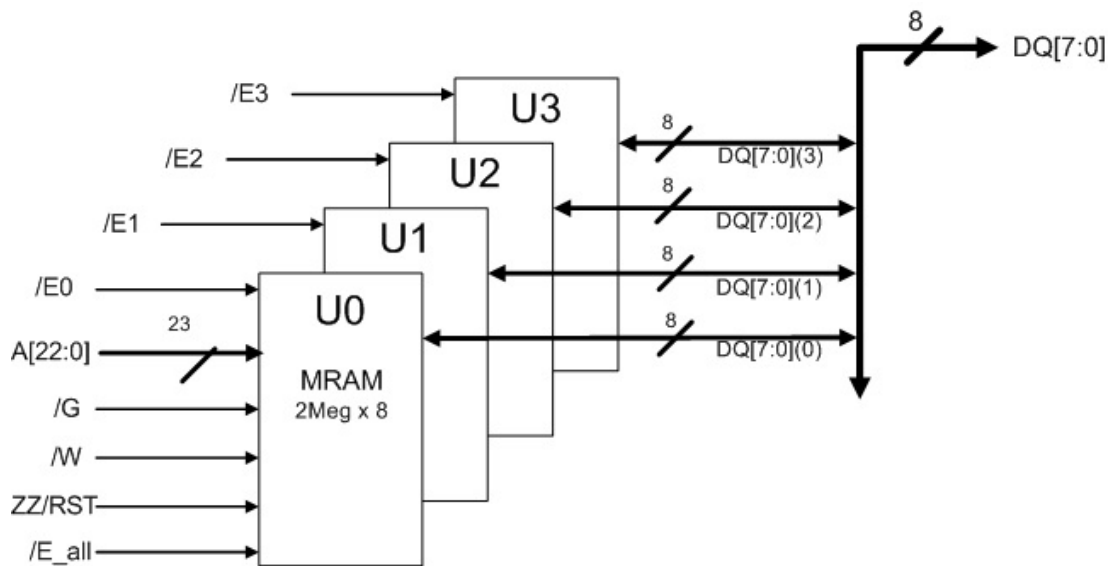 8
DQ[7:0]
/E3
U3
8
DQ[7:0](3)
/E2
U2
8
DQ[7:0](2)
/E1
U1
8
DQ[7:0](1)
/E0
U0
23
8
A[22:0]
DQ[7:0](0)
MRAM
2Meg x 8
/G
/W
ZZ/RST
/E_all